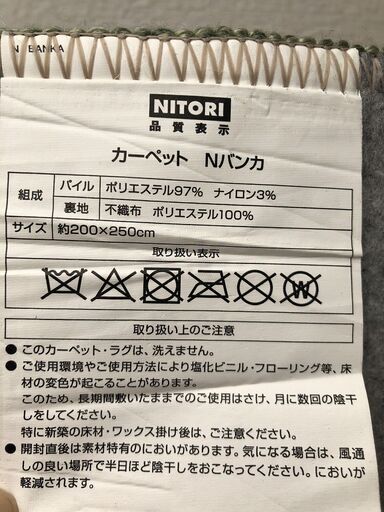 N BANKA
NITORI
品質表示
カーペット Nバンカ
組成 パイル ポリエステル97% ナイロン3%
裏地 不織布 ポリエステル100%
サイズ 約200×250cm
取り扱い表示
W
取り扱い上のご注意
●このカーペット・ラグは、洗えません。
●ご使用環境やご使用方法により塩化ビニル・フローリング等、床
材の変色が起こることがあります。
このため、長期間敷いたままでのご使用はさけ、月に数回の陰干
しをしてください。
特に新築の床材・ワックス掛け後は、ご注意ください。
●開封直後は素材特有のにおいがあります。気になる場合は、風通
しの良い場所で半日ほど陰干しをおこなってください。においが
軽減されます。